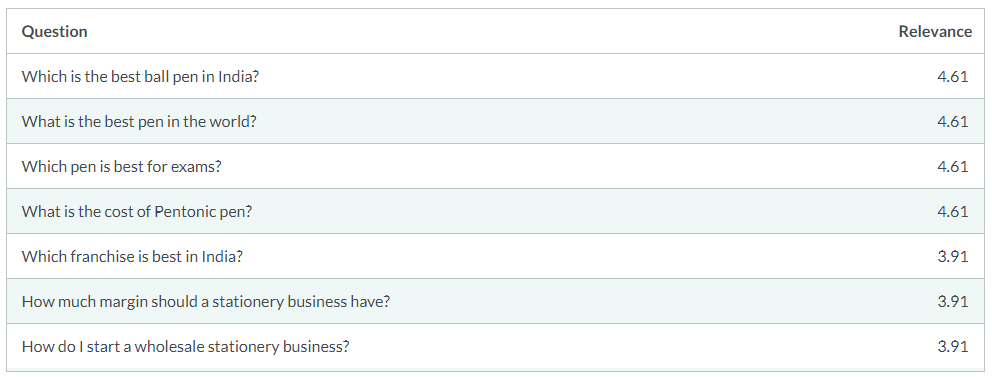 Question Relevance
Which is the best ball pen in India? 4.61
What is the best pen in the world? 4.61
Which pen is best for exams? 4.61
What is the cost of Pentonic pen? 4.61
Which franchise is best in India? 3.91
How much margin should a stationery business have? 3.91
How do I start a wholesale stationery business? 3.91